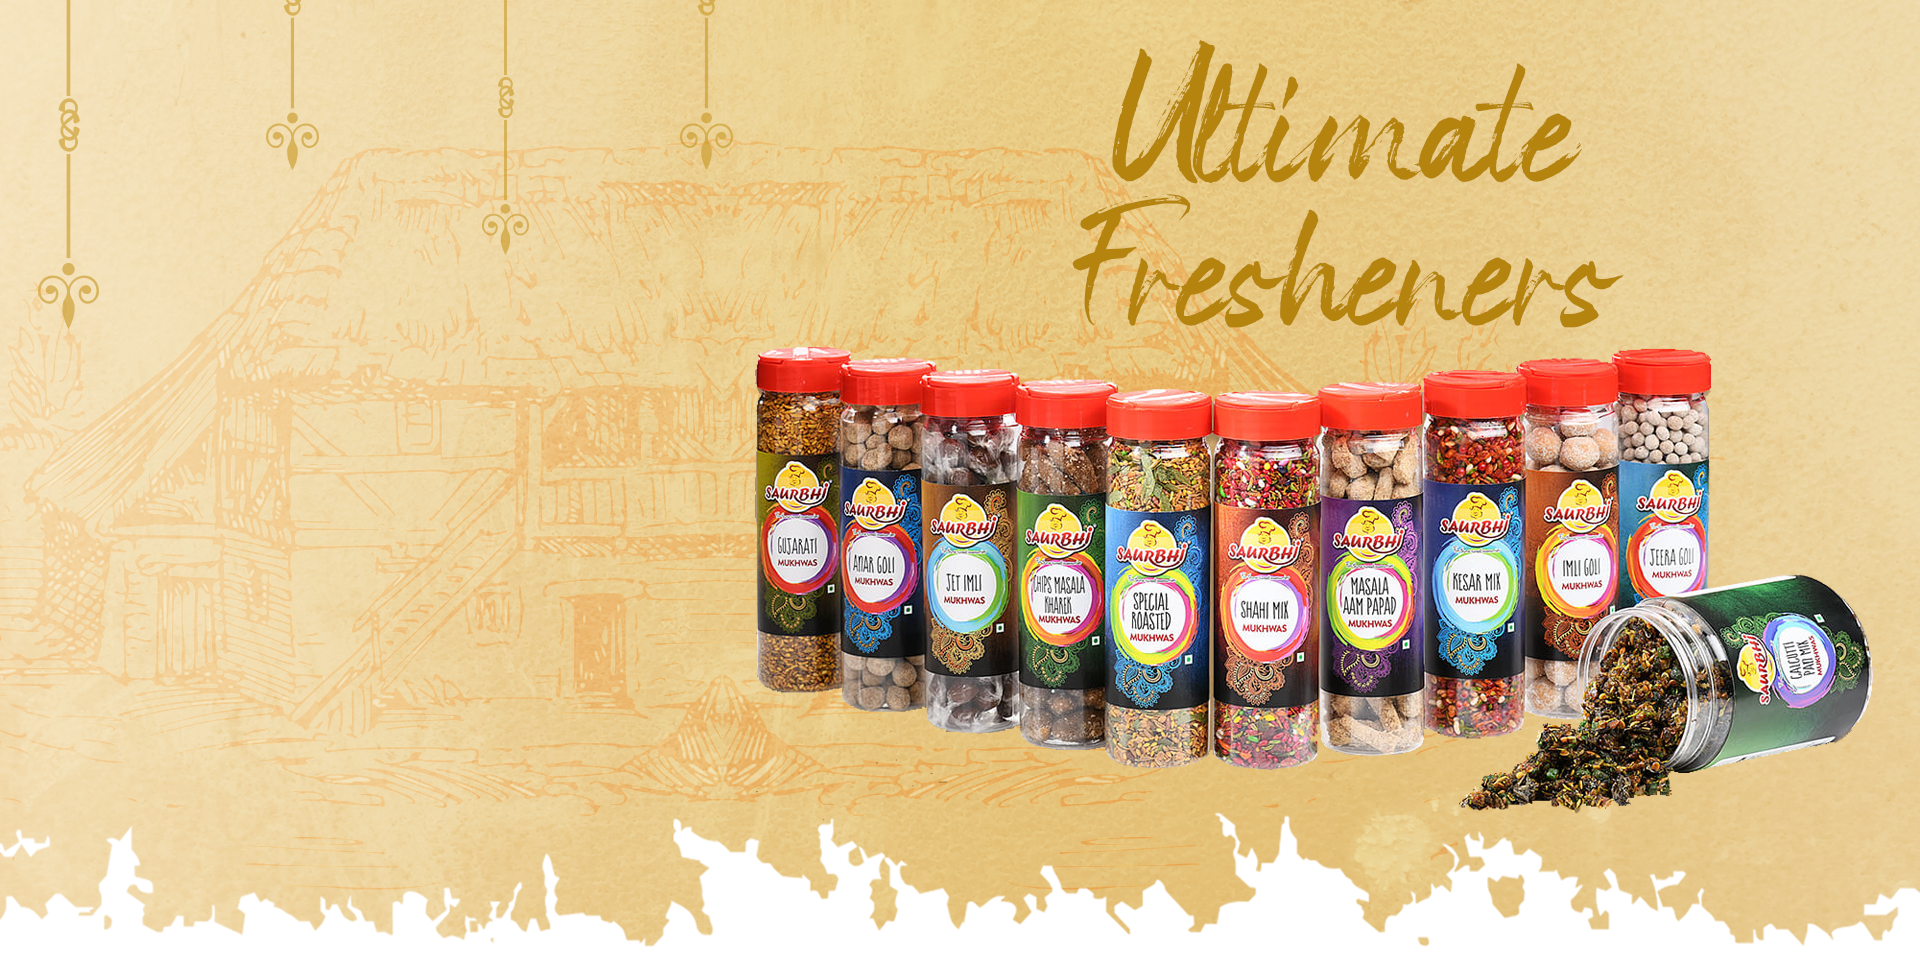 Ultimate
Fresheners
SAURBHI
GUJARATI
MUKHWAS
SAURBHI
ANAR GOLI
MUKHWAS
SAURBHI
JET IMLI
MUKHWAS
SAURBHI
CHIPS MASALA
KHAREK
MUKHWAS
SAURBHI
SPECIAL
ROASTED
MUKHWAS
SAURBHI
SHAHI MIX
MUKHWAS
SAURBHI
MASALA
AAM PAPAD
MUKHWAS
SAURBHI
KESAR MIX
MUKHWAS
SAURBHI
IMLI GOLI
MUKHWAS
SAURBHI
JEERA GOLI
MUKHWAS
SAURBHI
CALCUTTI
PAN MIX
MUKHWAS